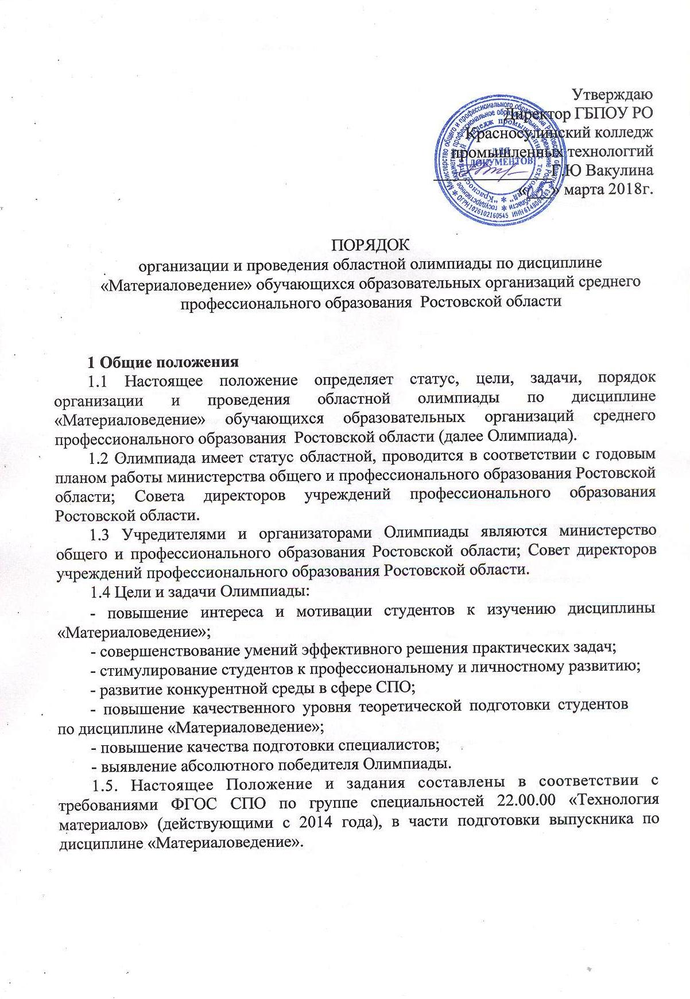 Утверждаю
Директор ГБПОУ РО
Красносулинский колледж
промышленных технологгий
Г.Ю Вакулина
« » марта 2018г.
ДЛЯ
ДОКУМЕНТОВ
ОГРН 1026102160545 ИНН 6148004463
ПОРЯДОК
организации и проведения областной олимпиады по дисциплине
«Материаловедение» обучающихся образовательных организаций среднего
профессионального образования Ростовской области
1 Общие положения
1.1 Настоящее положение определяет статус, цели, задачи, порядок
организации и проведения областной олимпиады по дисциплине
«Материаловедение» обучающихся образовательных организаций среднего
профессионального образования Ростовской области (далее Олимпиада).
1.2 Олимпиада имеет статус областной, проводится в соответствии с годовым
планом работы министерства общего и профессионального образования Ростовской
области; Совета директоров учреждений профессионального образования
Ростовской области.
1.3 Учредителями и организаторами Олимпиады являются министерство
общего и профессионального образования Ростовской области; Совет директоров
учреждений профессионального образования Ростовской области.
1.4 Цели и задачи Олимпиады:
- повышение интереса и мотивации студентов к изучению дисциплины
«Материаловедение»;
- совершенствование умений эффективного решения практических задач;
- стимулирование студентов к профессиональному и личностному развитию;
- развитие конкурентной среды в сфере СПО;
- повышение качественного уровня теоретической подготовки студентов
по дисциплине «Материаловедение»;
- повышение качества подготовки специалистов;
- выявление абсолютного победителя Олимпиады.
1.5. Настоящее Положение и задания составлены в соответствии с
требованиями ФГОС СПО по группе специальностей 22.00.00 «Технология
материалов» (действующими с 2014 года), в части подготовки выпускника по
дисциплине «Материаловедение».